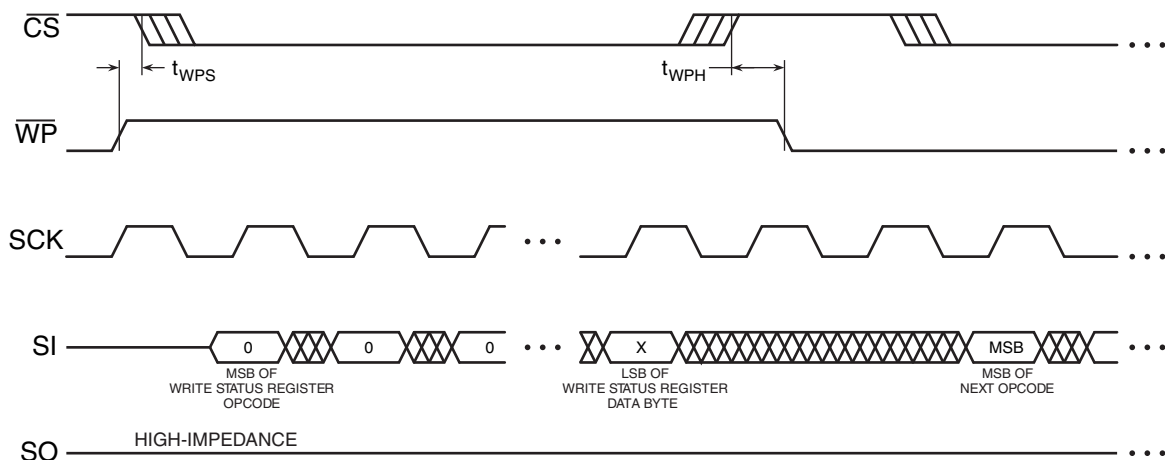 CS
tWPS
tWPH
WP
SCK
SI
0
0
0
X
MSB
MSB OF
WRITE STATUS REGISTER
OPCODE
LSB OF
WRITE STATUS REGISTER
DATA BYTE
MSB OF
NEXT OPCODE
SO
HIGH-IMPEDANCE